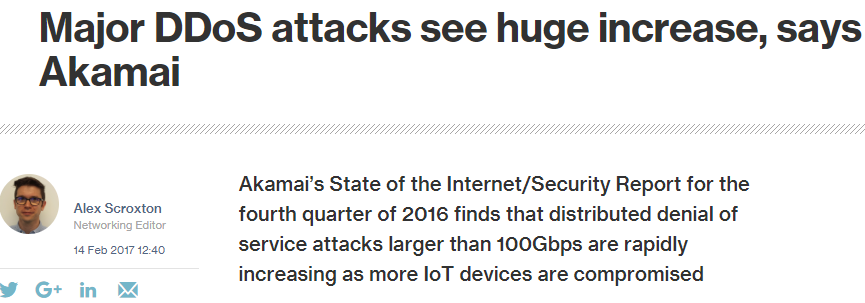 Major DDoS attacks see huge increase, says
Akamai
Alex Scroxton
Networking Editor
14 Feb 2017 12:40
Akamai's State of the Internet/Security Report for the
fourth quarter of 2016 finds that distributed denial of
service attacks larger than 100Gbps are rapidly
increasing as more IoT devices are compromised
G+
in